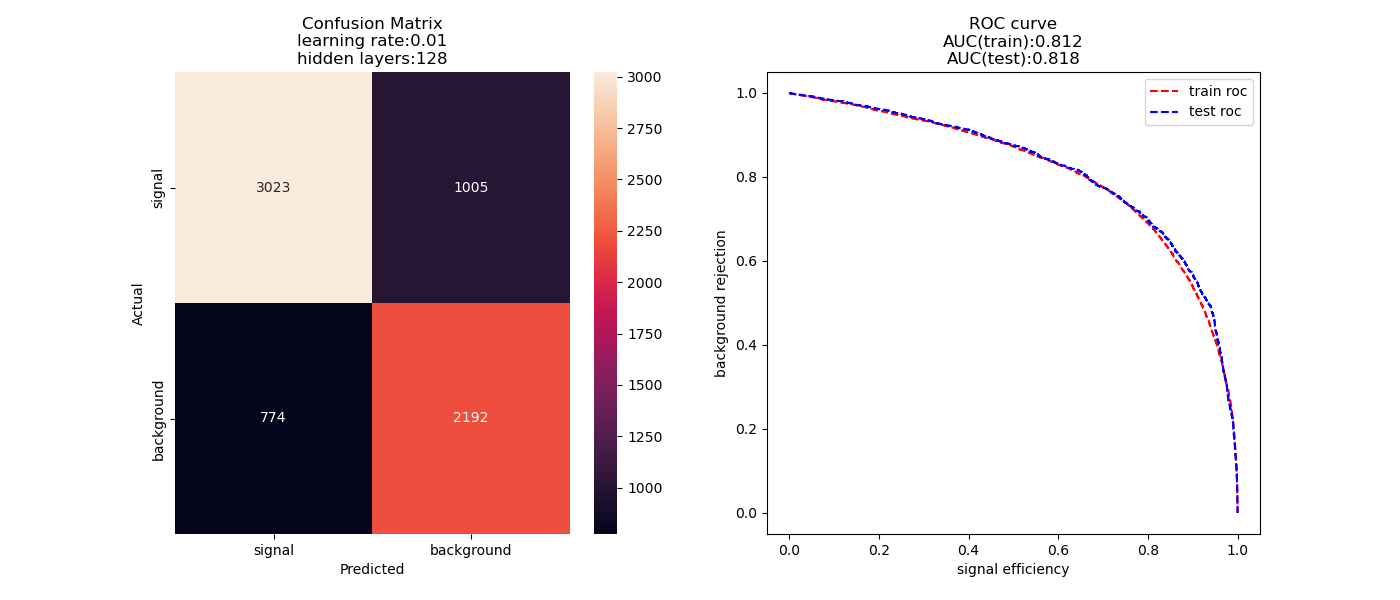 Confusion Matrix
learning rate:0.01
hidden layers:128
signal
background
Actual
3023
1005
774
2192
signal
background
Predicted
3000
2750
2500
2250
2000
1750
1500
1250
1000
ROC curve
AUC(train):0.812
AUC(test):0.818
train roc
test roc
background rejection
1.0
0.8
0.6
0.4
0.2
0.0
0.0
0.2
0.4
0.6
0.8
1.0
signal efficiency